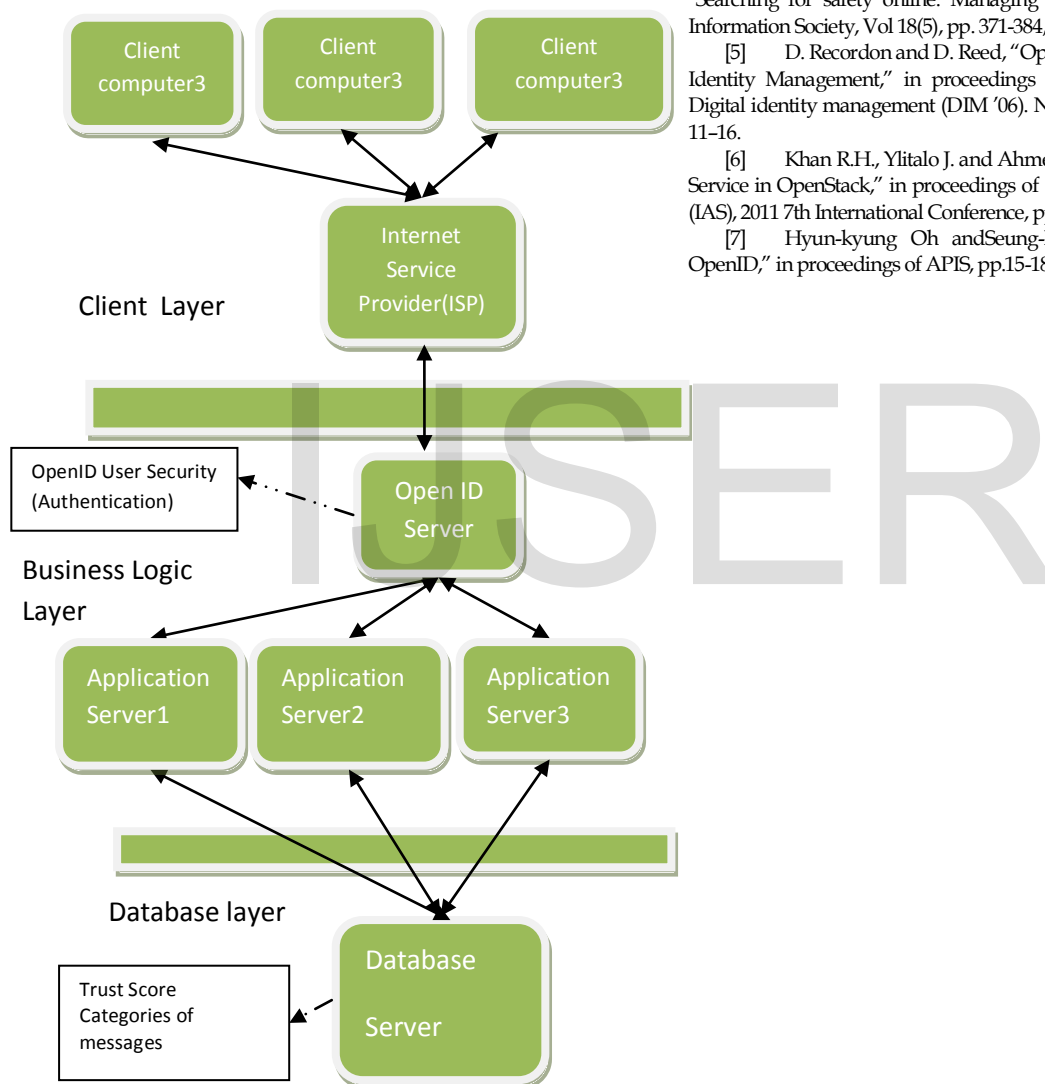 Client
computer3
Client
computer3
Client
computer3
Internet
Service
Provider(ISP)
Client Layer
OpenID User Security
(Authentication)
Open ID
Server
Business Logic
Layer
Application
Server1
Application
Server2
Application
Server3
Database layer
Database
Server
Trust Score
Categories of
messages
"Searching for safety online: Managing
Information Society, Vol 18(5), pp. 371-384,
[5] D. Recordon and D. Reed, “Op
Identity Management,” in proceedings
Digital identity management (DIM ’06). N
11–16.
[6] Khan R.H., Ylitalo J. and Ahme
Service in OpenStack,” in proceedings of
(IAS), 2011 7th International Conference, p
[7] Hyun-kyung Oh andSeung-
OpenID,” in proceedings of APIS, pp.15-18
IJSER